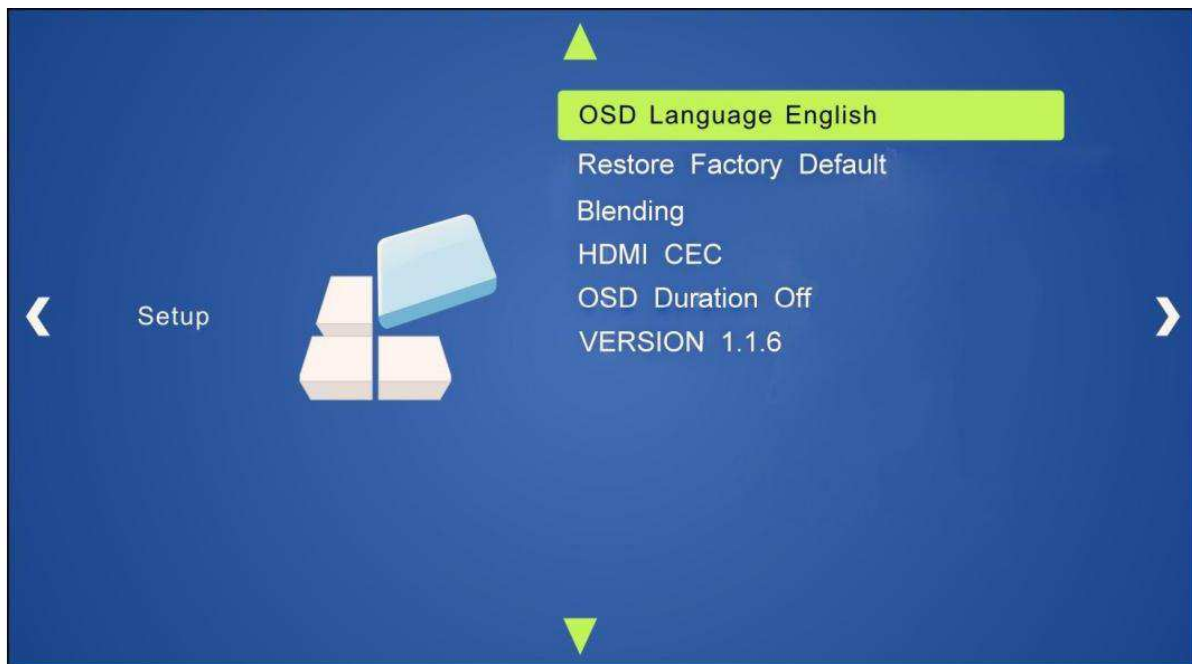 OSD Language English
Restore Factory Default
Blending
HDMI CEC
OSD Duration Off
Setup
VERSION 1.1.6